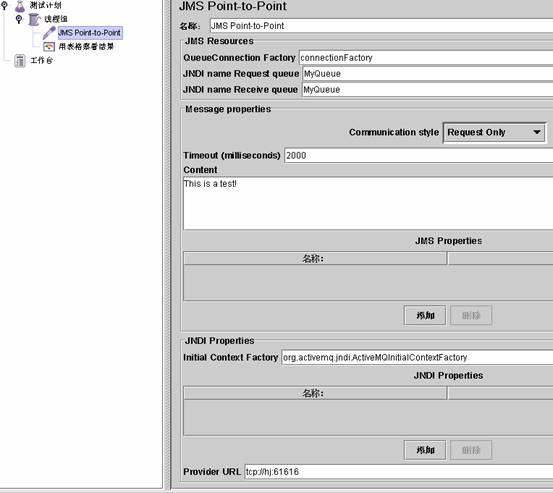 测试计划
线程组
JMS Point-to-Point
用表格察看结果
工作台
JMS Point-to-Point
名称： JMS Point-to-Point
JMS Resources
QueueConnection Factory connectionFactory
JNDI name Request queue MyQueue
JNDI name Receive queue MyQueue
Message properties
Communication style Request Only
Timeout (milliseconds) 2000
Content
This is a test!
JMS Properties
名称：
添加 删除
JNDI Properties
Initial Context Factory org.activemq.jndi.ActiveMQInitialContextFactory
JNDI Properties
名称：
添加 删除
Provider URL tcp://hj:61616